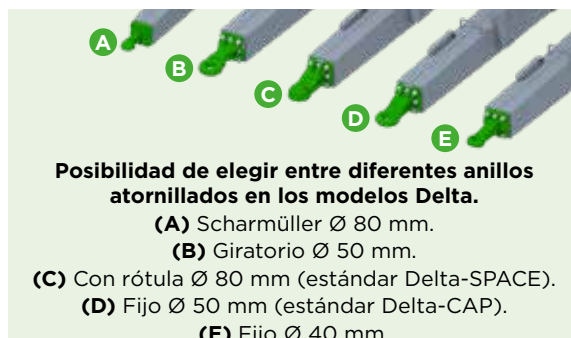 A
B
C
D
E
Posibilidad de elegir entre diferentes anillos
atornillados en los modelos Delta.
(A) Scharmüller Ø 80 mm.
(B) Giratorio Ø 50 mm.
(C) Con rótula Ø 80 mm (estándar Delta-SPACE).
(D) Fijo Ø 50 mm (estándar Delta-CAP).
(E) Fijo Ø 40 mm